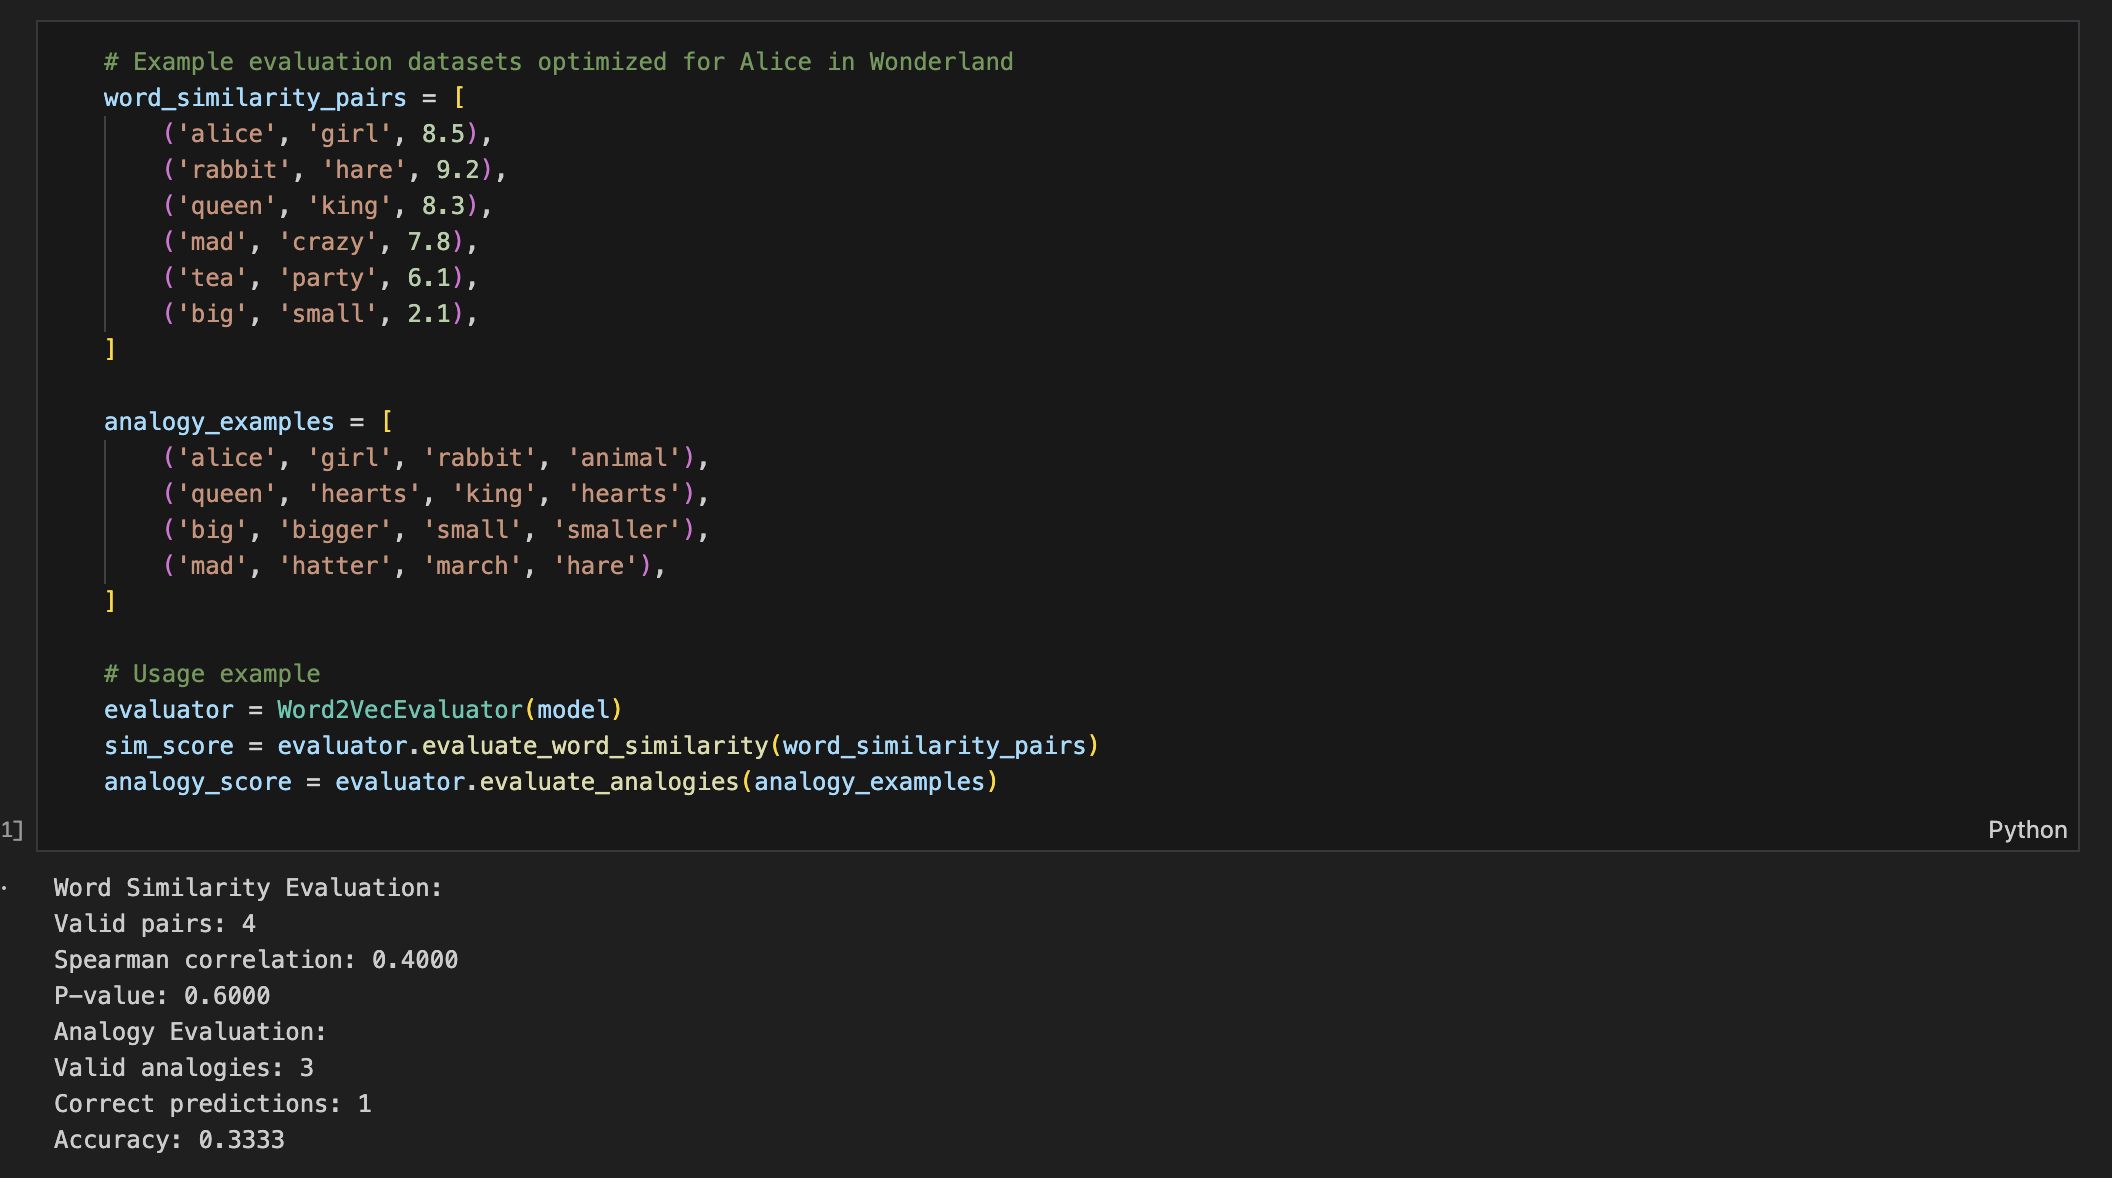 # Example evaluation datasets optimized for Alice in Wonderland
word_similarity_pairs = [
    ('alice', 'girl', 8.5),
    ('rabbit', 'hare', 9.2),
    ('queen', 'king', 8.3),
    ('mad', 'crazy', 7.8),
    ('tea', 'party', 6.1),
    ('big', 'small', 2.1),
]
analogy_examples = [
    ('alice', 'girl', 'rabbit', 'animal'),
    ('queen', 'hearts', 'king', 'hearts'),
    ('big', 'bigger', 'small', 'smaller'),
    ('mad', 'hatter', 'march', 'hare'),
]
# Usage example
evaluator = Word2VecEvaluator(model)
sim_score = evaluator.evaluate_word_similarity(word_similarity_pairs)
analogy_score = evaluator.evaluate_analogies(analogy_examples)
1]
Python
Word Similarity Evaluation:
Valid pairs: 4
Spearman correlation: 0.4000
P-value: 0.6000
Analogy Evaluation:
Valid analogies: 3
Correct predictions: 1
Accuracy: 0.3333